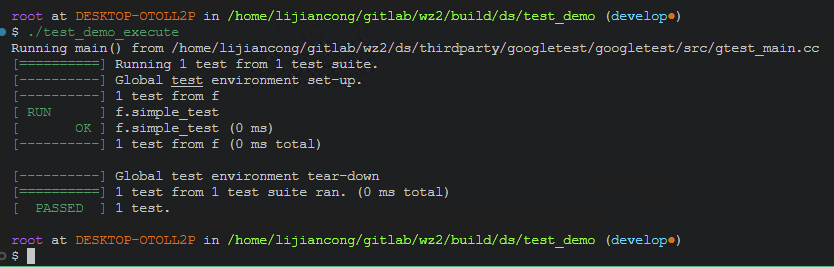 root at DESKTOP-OTOLL2P in /home/lijiancong/gitlab/wz2/build/ds/test_demo (develop●)
$ ./test_demo_execute
Running main() from /home/lijiancong/gitlab/wz2/ds/thirdparty/googletest/googletest/src/gtest_main.cc
[==========] Running 1 test from 1 test suite.
[----------] Global test environment set-up.
[----------] 1 test from f
[ RUN      ] f.simple_test
[       OK ] f.simple_test (0 ms)
[----------] 1 test from f (0 ms total)
[----------] Global test environment tear-down
[==========] 1 test from 1 test suite ran. (0 ms total)
[  PASSED  ] 1 test.
root at DESKTOP-OTOLL2P in /home/lijiancong/gitlab/wz2/build/ds/test_demo (develop●)
$